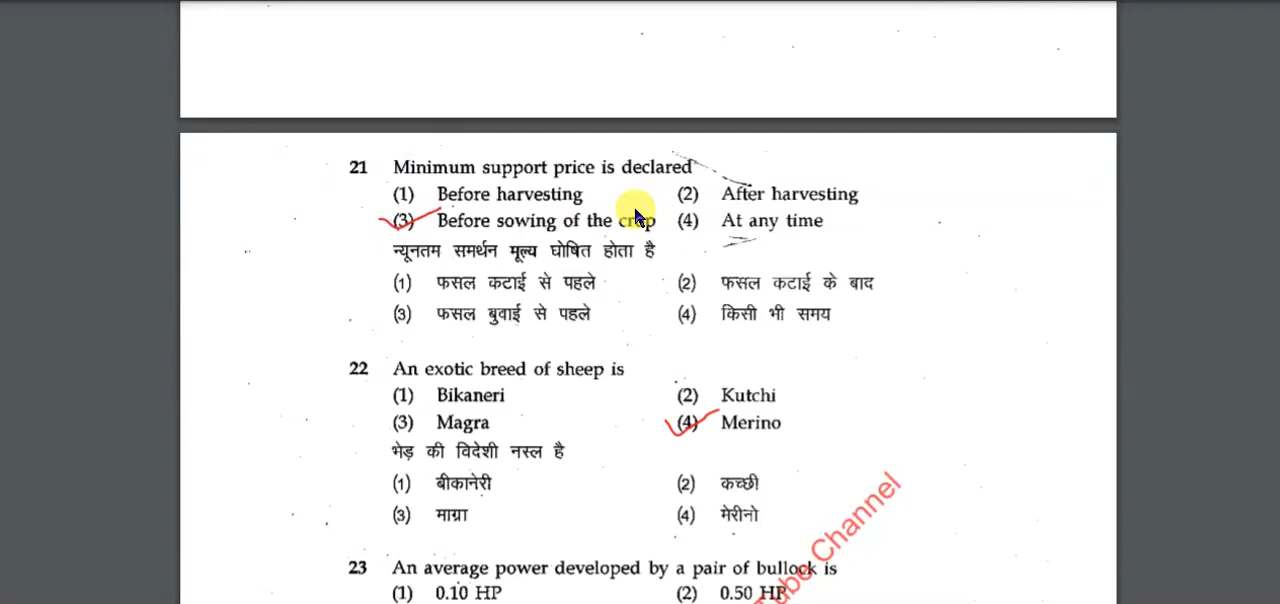 21 Minimum support price is declared
(1) Before harvesting (2) After harvesting
(3) Before sowing of the crop (4) At any time
न्यूनतम समर्थन मूल्य घोषित होता है
(1) फसल कटाई से पहले (2) फसल कटाई के बाद
(3) फसल बुवाई से पहले (4) किसी भी समय
22 An exotic breed of sheep is
(1) Bikaneri (2) Kutchi
(3) Magra (4) Merino
भेड़ की विदेशी नस्ल है
(1) बीकानेरी (2) कच्छी
(3) माग्रा (4) मेरीनो
23 An average power developed by a pair of bullock is
(1) 0.10 HP (2) 0.50 HP
Channel